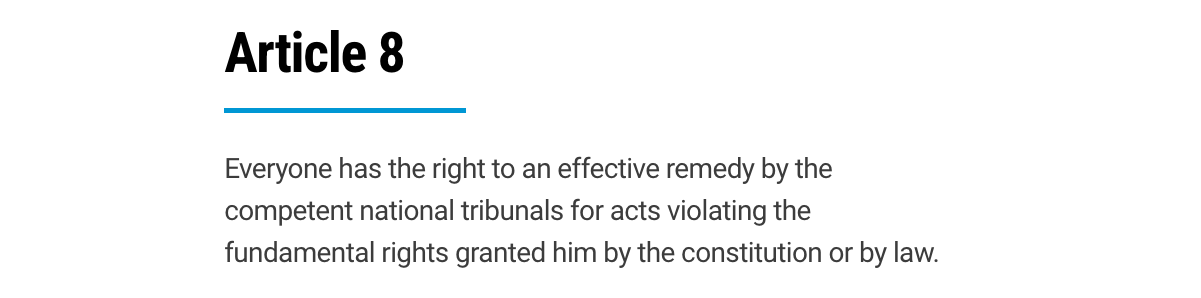 Article 8
Everyone has the right to an effective remedy by the
competent national tribunals for acts violating the
fundamental rights granted him by the constitution or by law.